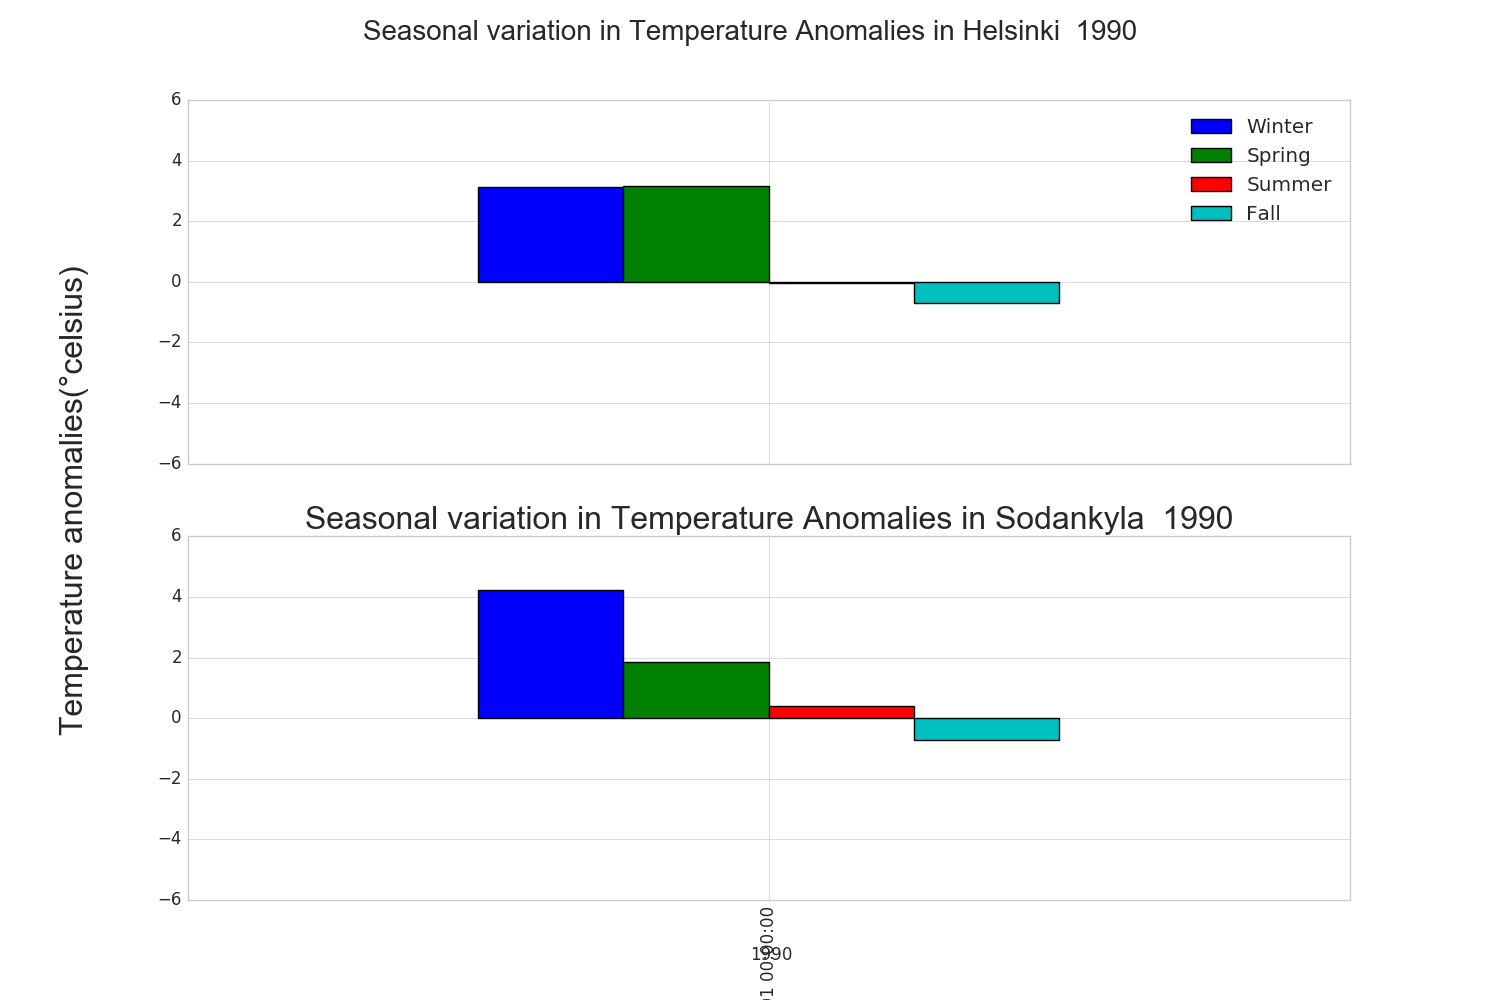 Seasonal variation in Temperature Anomalies in Helsinki  1990
6
4
2
0
−2
−4
−6
Winter
Spring
Summer
Fall
Temperature anomalies(°celsius)
Seasonal variation in Temperature Anomalies in Sodankyla  1990
6
4
2
0
−2
−4
−6
1990